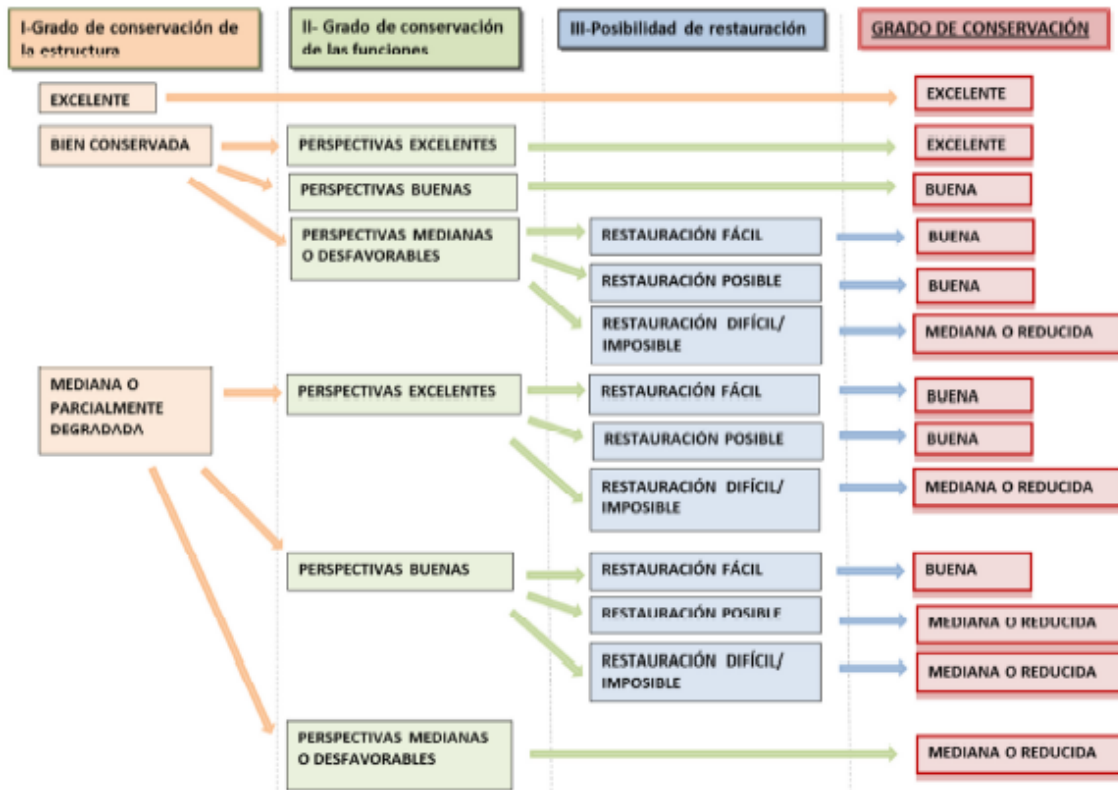 I-Grado de conservación de
la estructura
II- Grado de conservación
de las funciones
III-Posibilidad de restauración
GRADO DE CONSERVACIÓN
EXCELENTE
EXCELENTE
BIEN CONSERVADA
PERSPECTIVAS EXCELENTES
EXCELENTE
PERSPECTIVAS BUENAS
BUENA
PERSPECTIVAS MEDIANAS
O DESFAVORABLES
RESTAURACIÓN FÁCIL
BUENA
RESTAURACIÓN POSIBLE
BUENA
RESTAURACIÓN DIFÍCIL/
IMPOSIBLE
MEDIANA O REDUCIDA
MEDIANA O
PARCIALMENTE
DEGRADADA
PERSPECTIVAS EXCELENTES
RESTAURACIÓN FÁCIL
BUENA
RESTAURACIÓN POSIBLE
BUENA
RESTAURACIÓN DIFÍCIL/
IMPOSIBLE
MEDIANA O REDUCIDA
PERSPECTIVAS BUENAS
RESTAURACIÓN FÁCIL
BUENA
RESTAURACIÓN POSIBLE
MEDIANA O REDUCIDA
RESTAURACIÓN DIFÍCIL/
IMPOSIBLE
MEDIANA O REDUCIDA
PERSPECTIVAS MEDIANAS
O DESFAVORABLES
MEDIANA O REDUCIDA